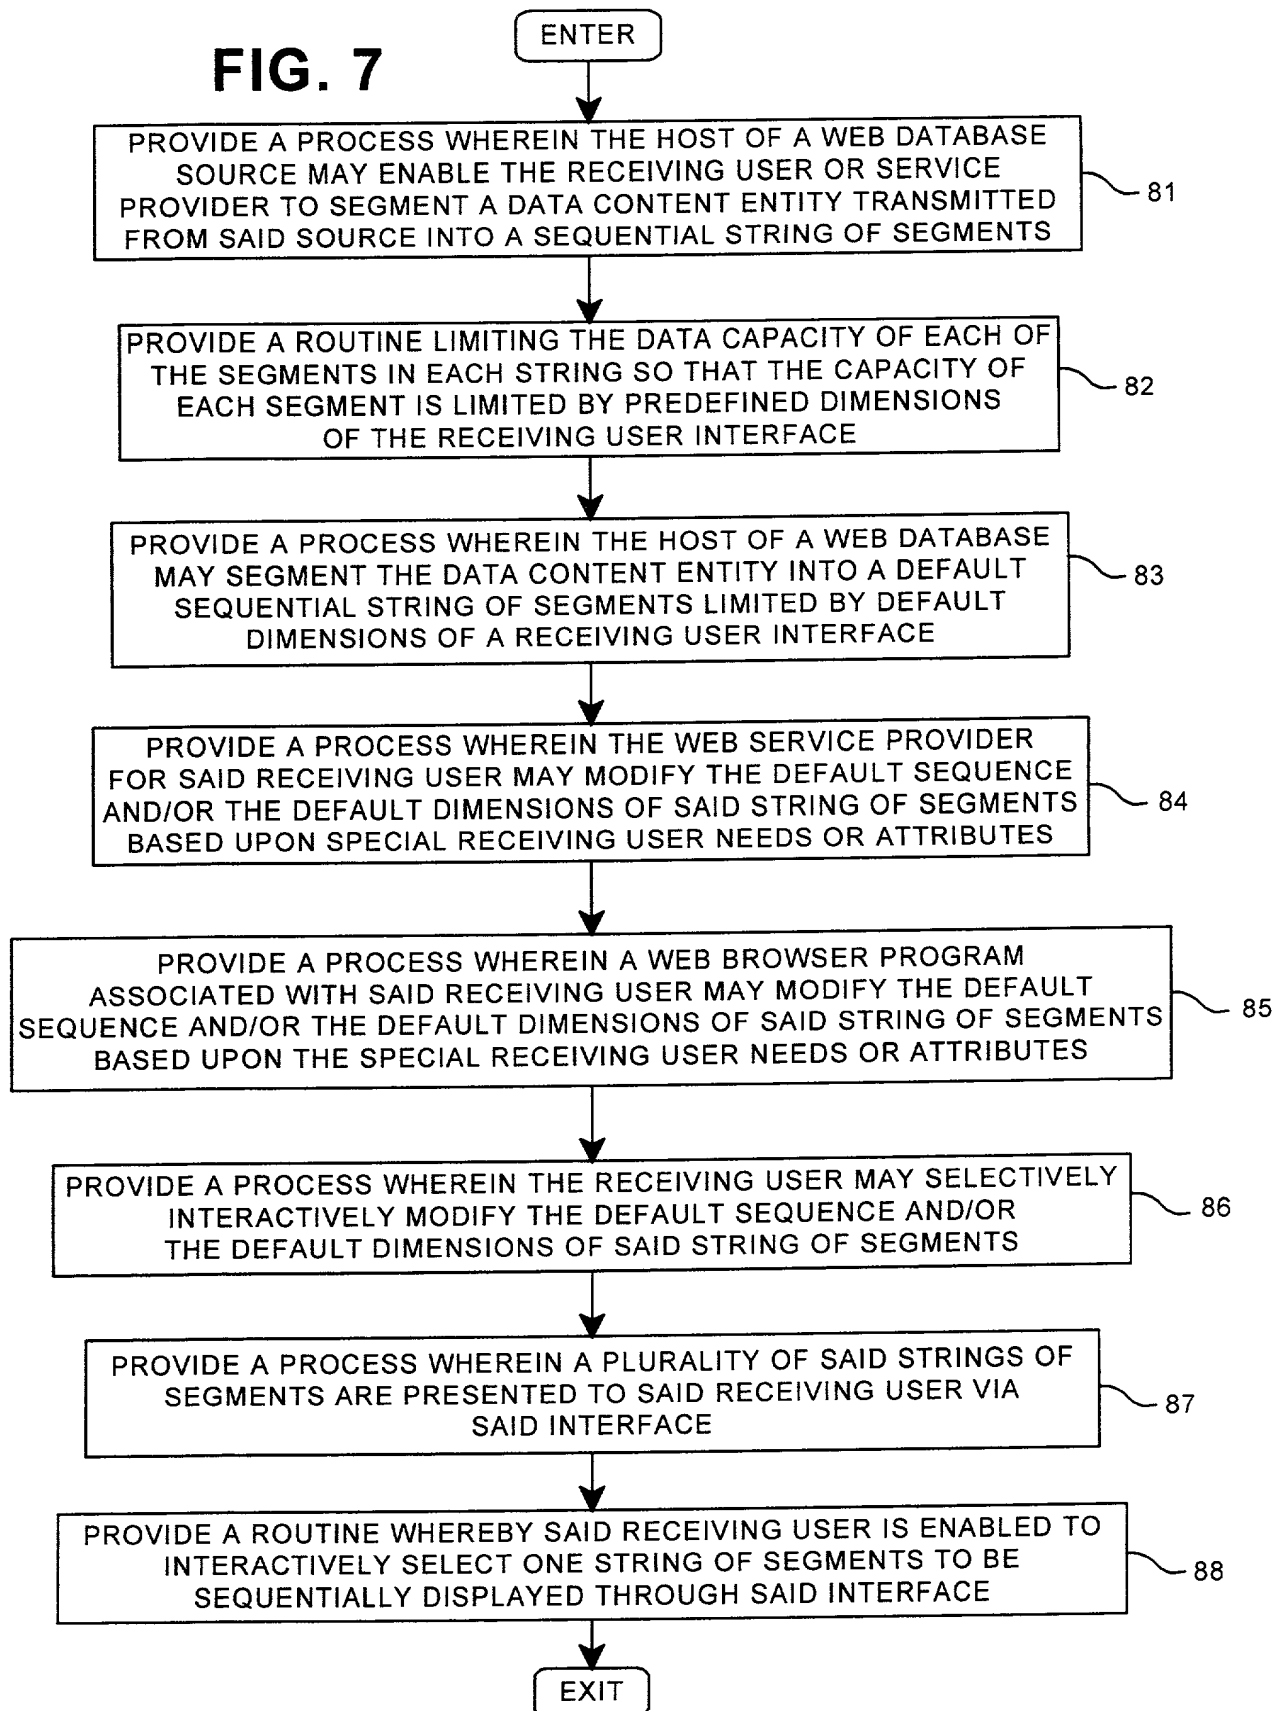 FIG. 7
ENTER
PROVIDE A PROCESS WHEREIN THE HOST OF A WEB DATABASE
SOURCE MAY ENABLE THE RECEIVING USER OR SERVICE
PROVIDER TO SEGMENT A DATA CONTENT ENTITY TRANSMITTED
FROM SAID SOURCE INTO A SEQUENTIAL STRING OF SEGMENTS
81
PROVIDE A ROUTINE LIMITING THE DATA CAPACITY OF EACH OF
THE SEGMENTS IN EACH STRING SO THAT THE CAPACITY OF
EACH SEGMENT IS LIMITED BY PREDEFINED DIMENSIONS
OF THE RECEIVING USER INTERFACE
82
PROVIDE A PROCESS WHEREIN THE HOST OF A WEB DATABASE
MAY SEGMENT THE DATA CONTENT ENTITY INTO A DEFAULT
SEQUENTIAL STRING OF SEGMENTS LIMITED BY DEFAULT
DIMENSIONS OF A RECEIVING USER INTERFACE
83
PROVIDE A PROCESS WHEREIN THE WEB SERVICE PROVIDER
FOR SAID RECEIVING USER MAY MODIFY THE DEFAULT SEQUENCE
AND/OR THE DEFAULT DIMENSIONS OF SAID STRING OF SEGMENTS
BASED UPON SPECIAL RECEIVING USER NEEDS OR ATTRIBUTES
84
PROVIDE A PROCESS WHEREIN A WEB BROWSER PROGRAM
ASSOCIATED WITH SAID RECEIVING USER MAY MODIFY THE DEFAULT
SEQUENCE AND/OR THE DEFAULT DIMENSIONS OF SAID STRING OF SEGMENTS
BASED UPON THE SPECIAL RECEIVING USER NEEDS OR ATTRIBUTES
85
PROVIDE A PROCESS WHEREIN THE RECEIVING USER MAY SELECTIVELY
INTERACTIVELY MODIFY THE DEFAULT SEQUENCE AND/OR
THE DEFAULT DIMENSIONS OF SAID STRING OF SEGMENTS
86
PROVIDE A PROCESS WHEREIN A PLURALITY OF SAID STRINGS OF
SEGMENTS ARE PRESENTED TO SAID RECEIVING USER VIA
SAID INTERFACE
87
PROVIDE A ROUTINE WHEREBY SAID RECEIVING USER IS ENABLED TO
INTERACTIVELY SELECT ONE STRING OF SEGMENTS TO BE
SEQUENTIALLY DISPLAYED THROUGH SAID INTERFACE
88
EXIT